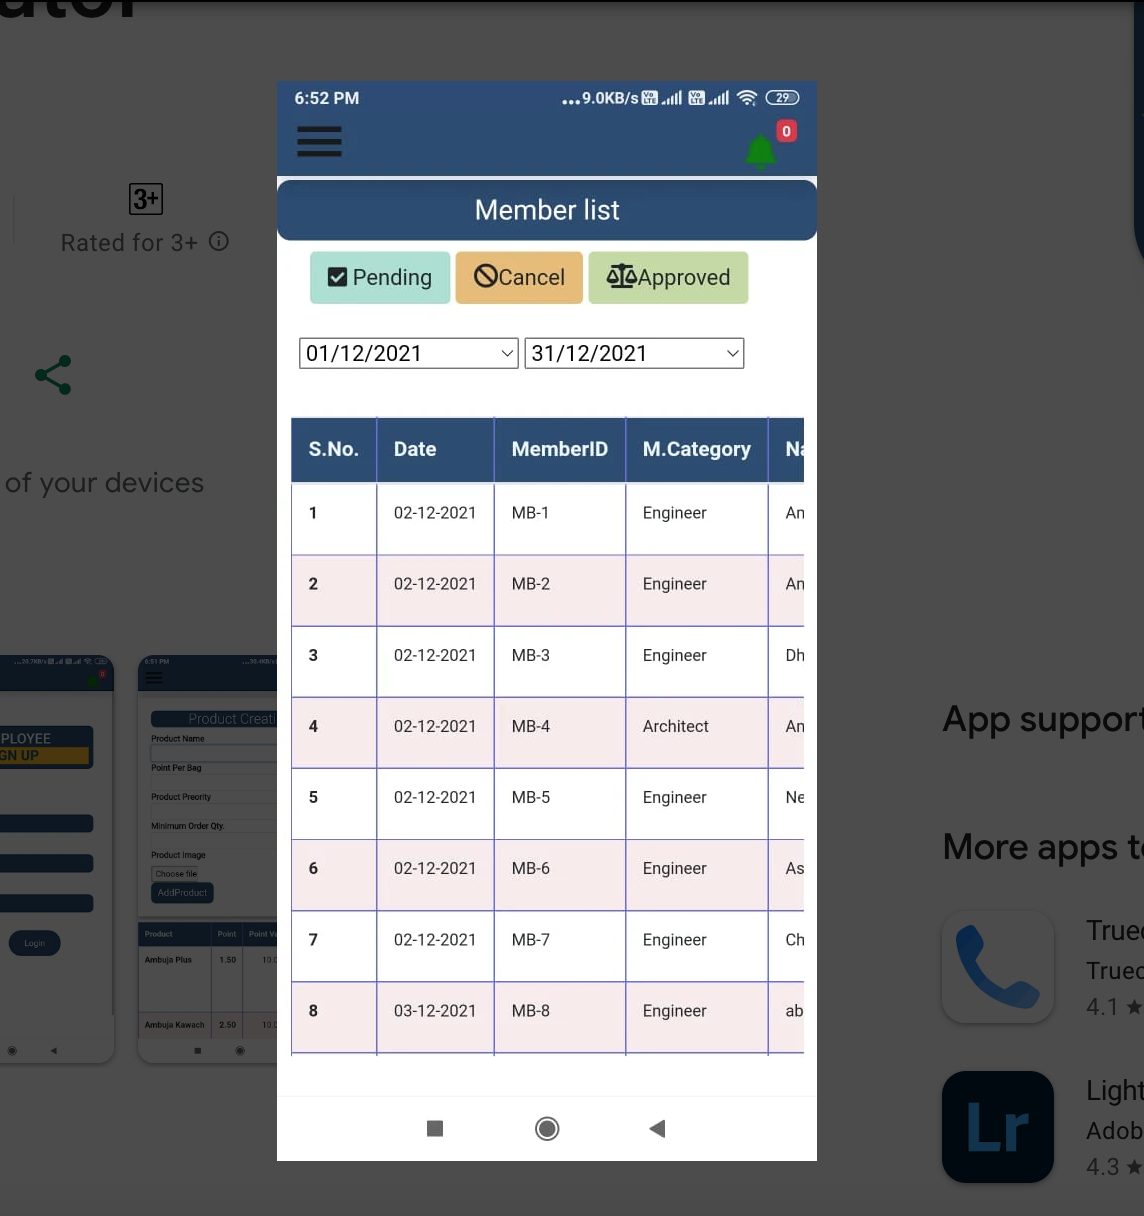 Rated for 3+
3+
of your devices
6:52 PM
...9.0KB/s
29
0
Member list
Pending Cancel Approved
01/12/2021 31/12/2021
S.No. Date MemberID M.Category
1 02-12-2021 MB-1 Engineer An
2 02-12-2021 MB-2 Engineer An
3 02-12-2021 MB-3 Engineer Dh
4 02-12-2021 MB-4 Architect An
5 02-12-2021 MB-5 Engineer Ne
6 02-12-2021 MB-6 Engineer As
7 02-12-2021 MB-7 Engineer Ch
8 03-12-2021 MB-8 Engineer ab
PLOYEE
GN UP
Login
6:51 PM
Product Creati
Product Name
Point Per Bag
Product Preority
Minimum Order Qty.
Product Image
Choose file
AddProduct
Product Point Point
Ambuja Plus 1.50
Ambuja Kawach 2.50
App support
More apps
Truec
Truec
4.1 ★
Lr
Light
Adob
4.3 ★